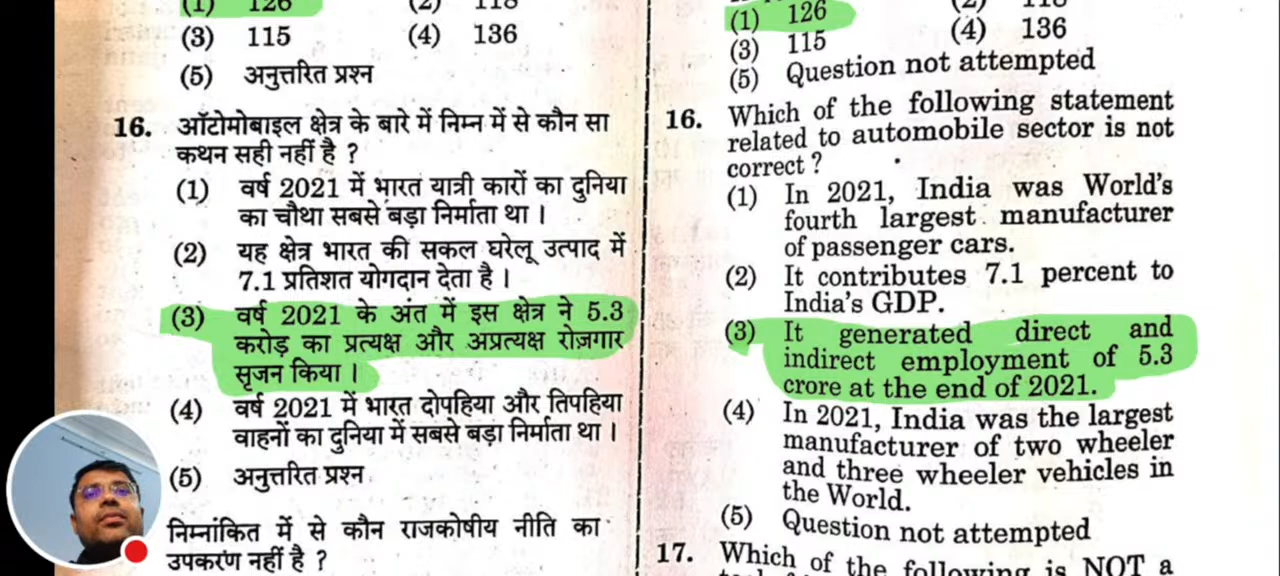 (1) 126 (2) 118
(3) 115 (4) 136
(5) अनुत्तरित प्रश्न
16. ऑटोमोबाइल क्षेत्र के बारे में निम्न में से कौन सा
कथन सही नहीं है ?
(1) वर्ष 2021 में भारत यात्री कारों का दुनिया
का चौथा सबसे बड़ा निर्माता था ।
(2) यह क्षेत्र भारत की सकल घरेलू उत्पाद में
7.1 प्रतिशत योगदान देता है ।
(3) वर्ष 2021 के अंत में इस क्षेत्र ने 5.3
करोड़ का प्रत्यक्ष और अप्रत्यक्ष रोज़गार
सृजन किया ।
(4) वर्ष 2021 में भारत दोपहिया और तिपहिया
वाहनों का दुनिया में सबसे बड़ा निर्माता था ।
(5) अनुत्तरित प्रश्न
निम्नांकित में से कौन राजकोषीय नीति का
उपकरण नहीं है ?
(1) 126 (2) 118
(3) 115 (4) 136
(5) Question not attempted
16. Which of the following statement
related to automobile sector is not
correct ?
(1) In 2021, India was World's
fourth largest manufacturer
of passenger cars.
(2) It contributes 7.1 percent to
India's GDP.
(3) It generated direct and
indirect employment of 5.3
crore at the end of 2021.
(4) In 2021, India was the largest
manufacturer of two wheeler
and three wheeler vehicles in
the World.
(5) Question not attempted
17. Which of the following is NOT a